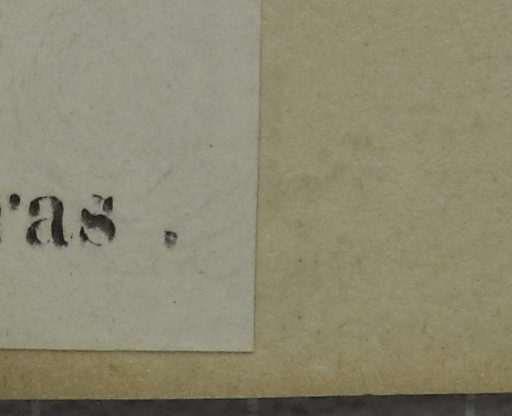 ras .